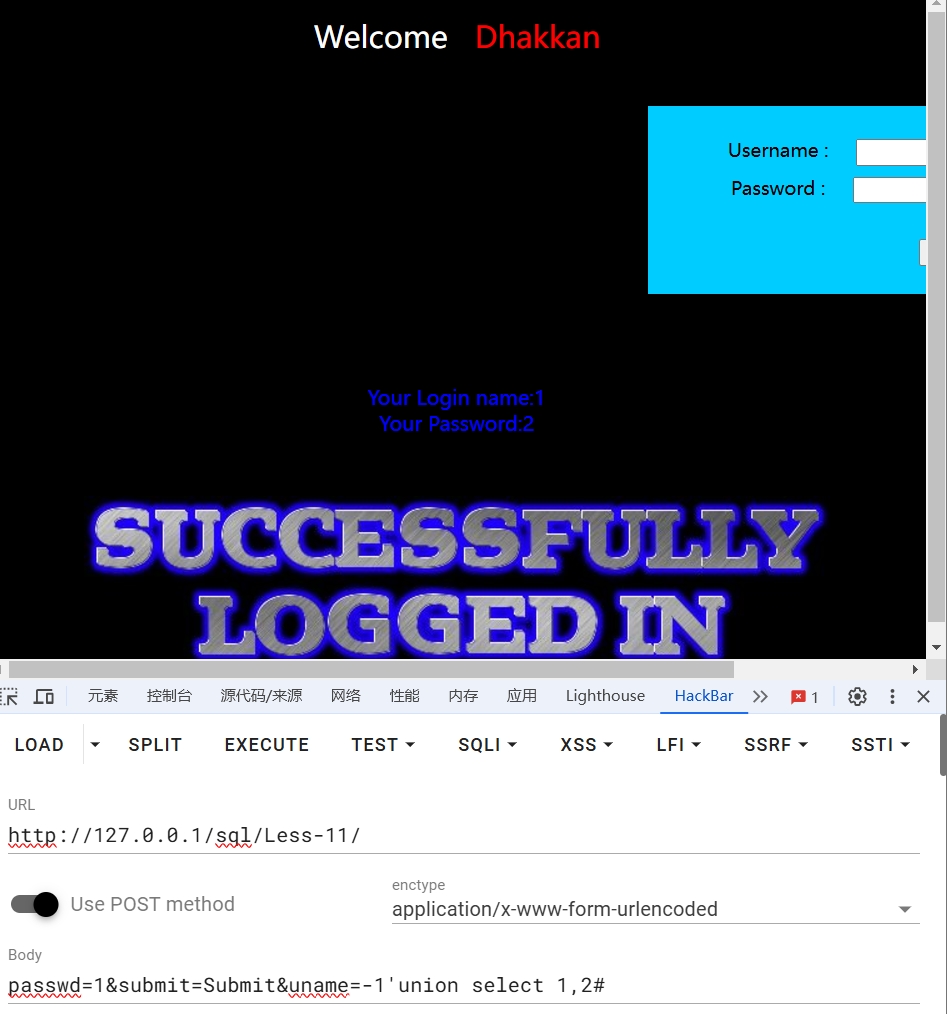 Welcome Dhakkan
Username :
Password :
Your Login name:1
Your Password:2
SUCCESSFULLY
LOGGED IN
元素 控制台 源代码/来源 网络 性能 内存 应用 Lighthouse HackBar 1
LOAD SPLIT EXECUTE TEST SQLI XSS LFI SSRF SSTI
URL
http://127.0.0.1/sql/Less-11/
enctype
Use POST method
application/x-www-form-urlencoded
Body
passwd=1&submit=Submit&uname=-1'union select 1,2#